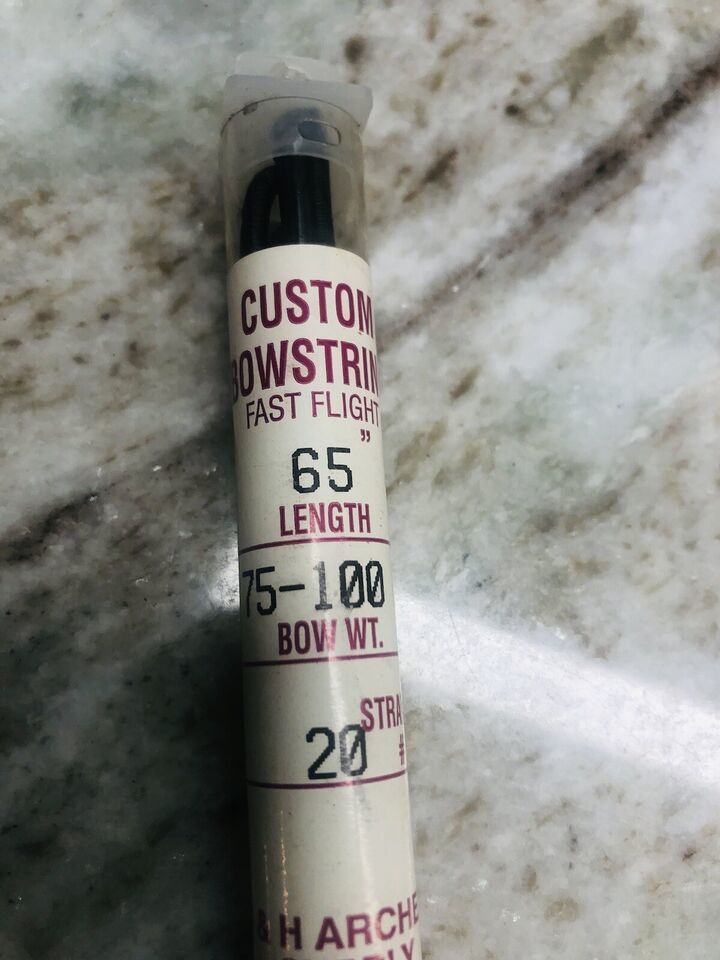 CUSTOM
BOWSTRIN
FAST FLIGHT
”
65
LENGTH
75-100
BOW WT.
STRA
20 #
& H ARCHE